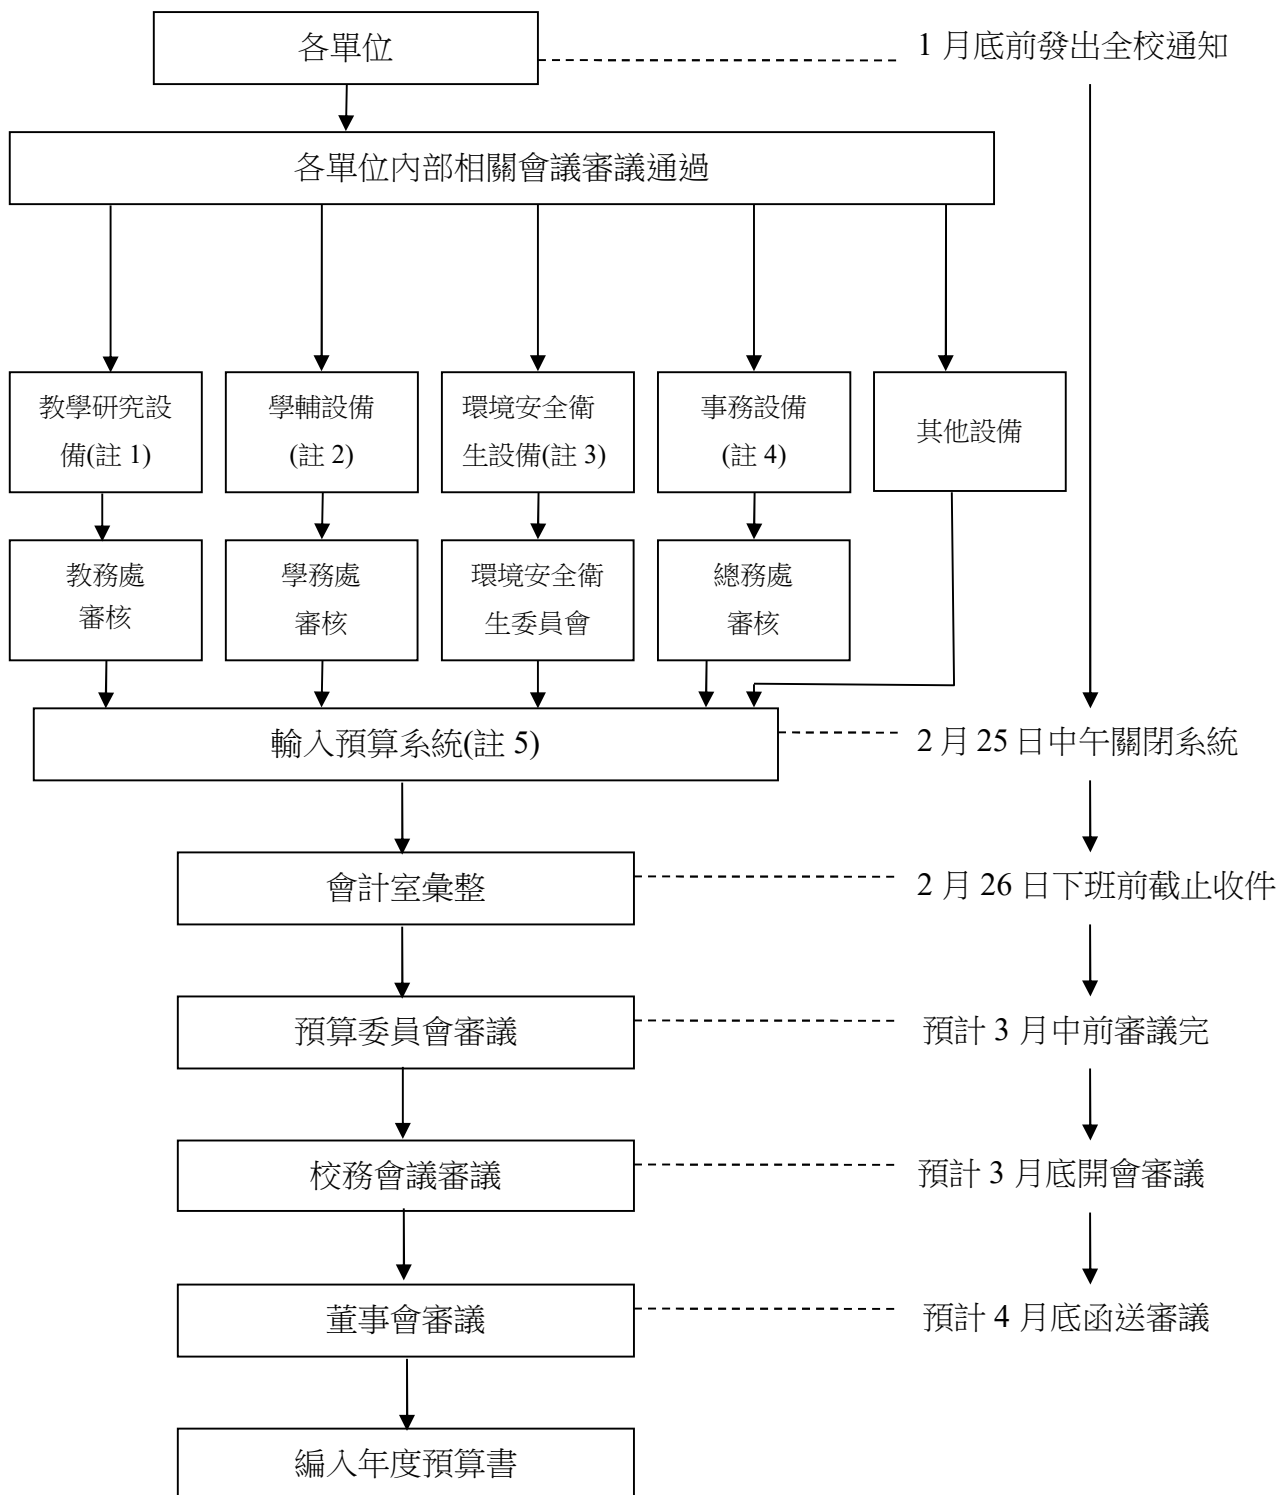 各單位
1 月底前發出全校通知
各單位內部相關會議審議通過
教學研究設
備(註 1)
學輔設備
(註 2)
環境安全衛
生設備(註 3)
事務設備
(註 4)
其他設備
教務處
審核
學務處
審核
環境安全衛
生委員會
總務處
審核
輸入預算系統(註 5)
2 月 25 日中午關閉系統
會計室彙整
2 月 26 日下班前截止收件
預算委員會審議
預計 3 月中前審議完
校務會議審議
預計 3 月底開會審議
董事會審議
預計 4 月底函送審議
編入年度預算書